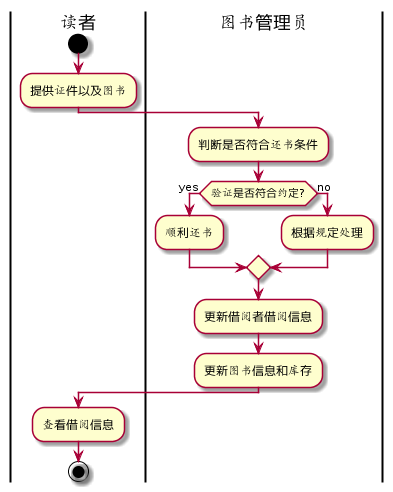 读者
图书管理员
提供证件以及图书
判断是否符合还书条件
验证是否符合约定?
yes
no
顺利还书
根据规定处理
更新借阅者借阅信息
更新图书信息和库存
查看借阅信息